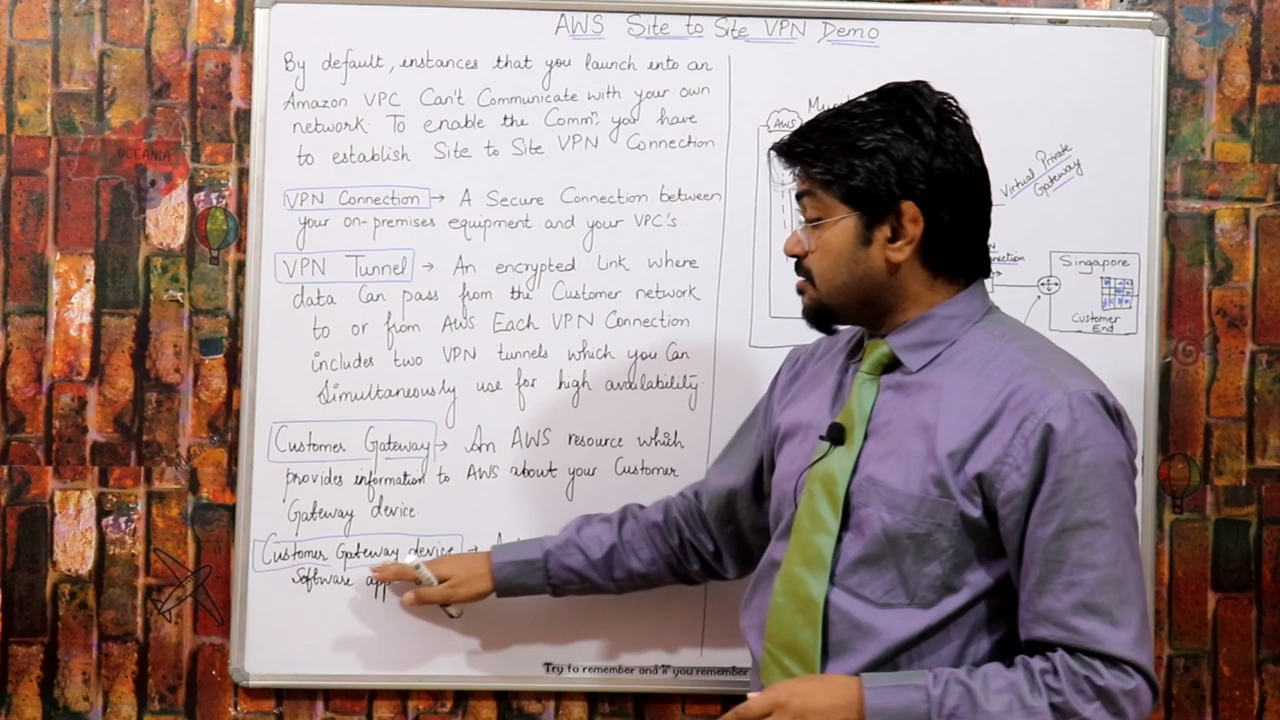 AWS Site to Site VPN Demo
By default, instances that you launch into an
Amazon VPC Can't Communicate with your own
network. To enable the Commn. you have
to establish Site to Site VPN Connection
VPN Connection → A Secure Connection between
your on-premises equipment and your VPC's.
VPN Tunnel → An encrypted Link where
data Can pass from the Customer network
to or from AWS Each VPN Connection
includes two VPN tunnels which you Can
Simultaneously use for high availability.
Customer Gateway → An AWS resource which
provides information to AWS about your Customer
Gateway device.
Customer Gateway device →
Software
AWS
Virtual Private
Gateway
Singapore
Customer
End
Try to remember and if you remember
OCEANIA